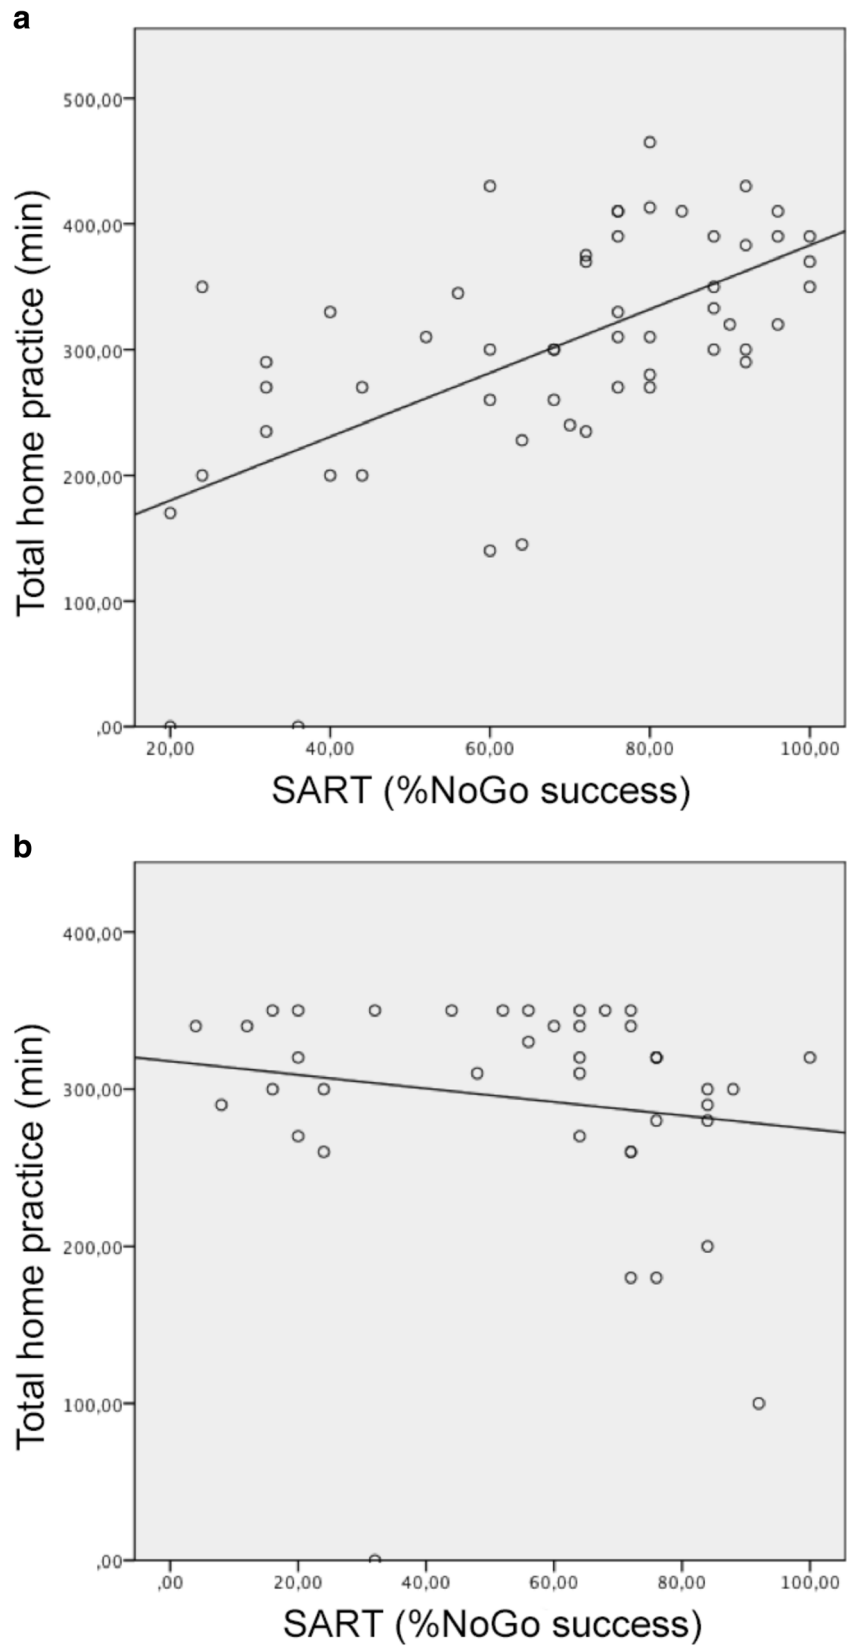 a
Total home practice (min)
500,00
400,00
300,00
200,00
100,00
,00
20,00 40,00 60,00 80,00 100,00
SART (%NoGo success)
b
Total home practice (min)
400,00
300,00
200,00
100,00
,00
,00 20,00 40,00 60,00 80,00 100,00
SART (%NoGo success)